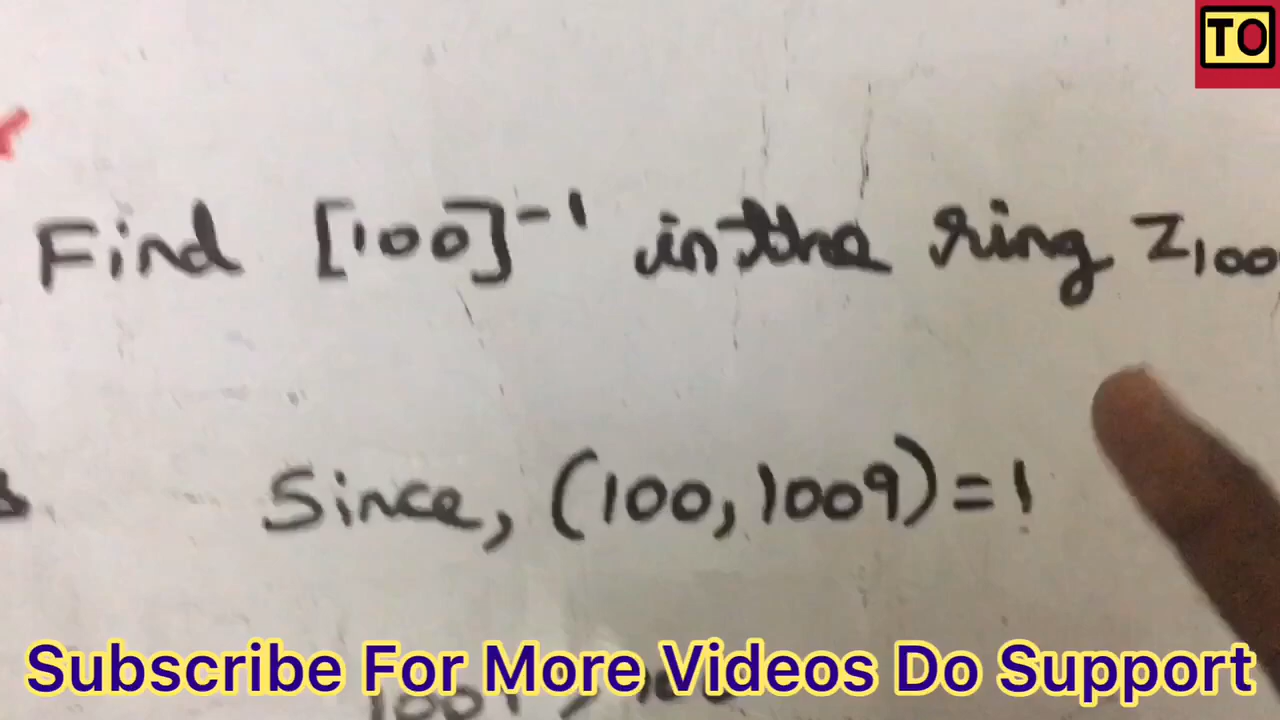 TO
Find [100]⁻¹ in the ring Z₁₀₀
Since, (100, 1009) = 1
Subscribe For More Videos Do Support